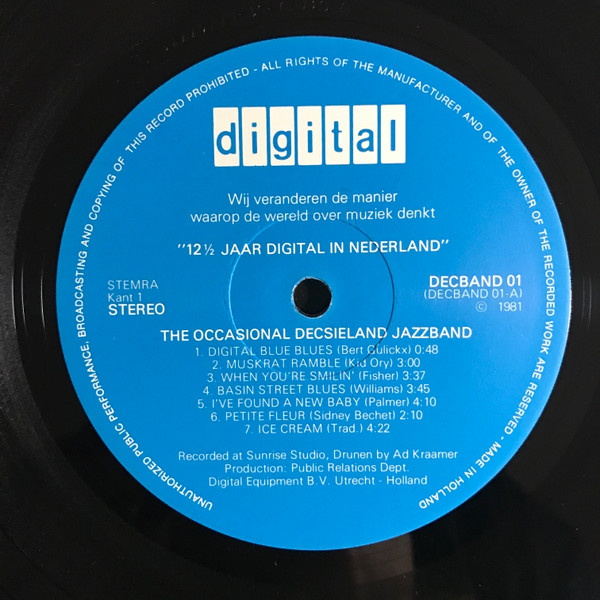 UNAUTHORIZED PUBLIC PERFORMANCE, BROADCASTING AND COPYING OF THIS RECORD PROHIBITED - ALL RIGHTS OF THE MANUFACTURER AND OF THE OWNER OF THE RECORDED WORK ARE RESERVED - MADE IN HOLLAND
digital
Wij veranderen de manier
waarop de wereld over muziek denkt
"12½ JAAR DIGITAL IN NEDERLAND"
STEMRA
Kant 1
STEREO
DECBAND 01
(DECBAND 01-A)
© 1981
THE OCCASIONAL DECSIELAND JAZZBAND
1. DIGITAL BLUE BLUES (Bert Gulickx) 0:48
2. MUSKRAT RAMBLE (Kid Ory) 3:00
3. WHEN YOU'RE SMILIN' (Fisher) 3:37
4. BASIN STREET BLUES (Williams) 3:45
5. I'VE FOUND A NEW BABY (Palmer) 4:10
6. PETITE FLEUR (Sidney Bechet) 2:10
7. ICE CREAM (Trad.) 4:22
Recorded at Sunrise Studio, Drunen by Ad Kraamer
Production: Public Relations Dept.
Digital Equipment B.V. Utrecht - Holland